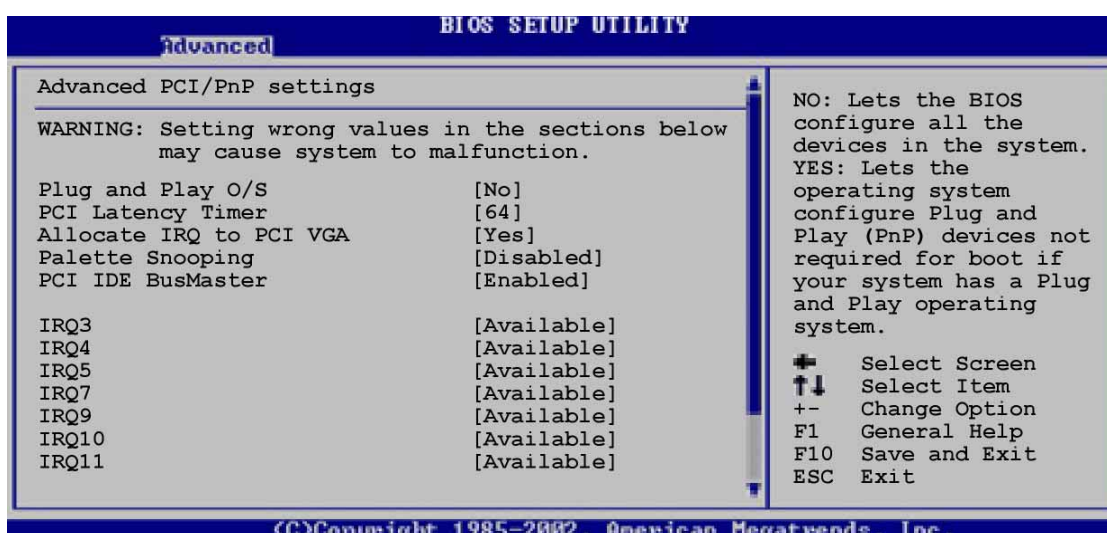 BIOS SETUP UTILITY
Advanced
Advanced PCI/PnP settings
WARNING: Setting wrong values in the sections below
may cause system to malfunction.
Plug and Play O/S [No]
PCI Latency Timer [64]
Allocate IRQ to PCI VGA [Yes]
Palette Snooping [Disabled]
PCI IDE BusMaster [Enabled]
IRQ3 [Available]
IRQ4 [Available]
IRQ5 [Available]
IRQ7 [Available]
IRQ9 [Available]
IRQ10 [Available]
IRQ11 [Available]
NO: Lets the BIOS
configure all the
devices in the system.
YES: Lets the
operating system
configure Plug and
Play (PnP) devices not
required for boot if
your system has a Plug
and Play operating
system.
Select Screen
↑↓ Select Item
+- Change Option
F1 General Help
F10 Save and Exit
ESC Exit
(C)Copyright 1985-2002, American Megatrends, Inc